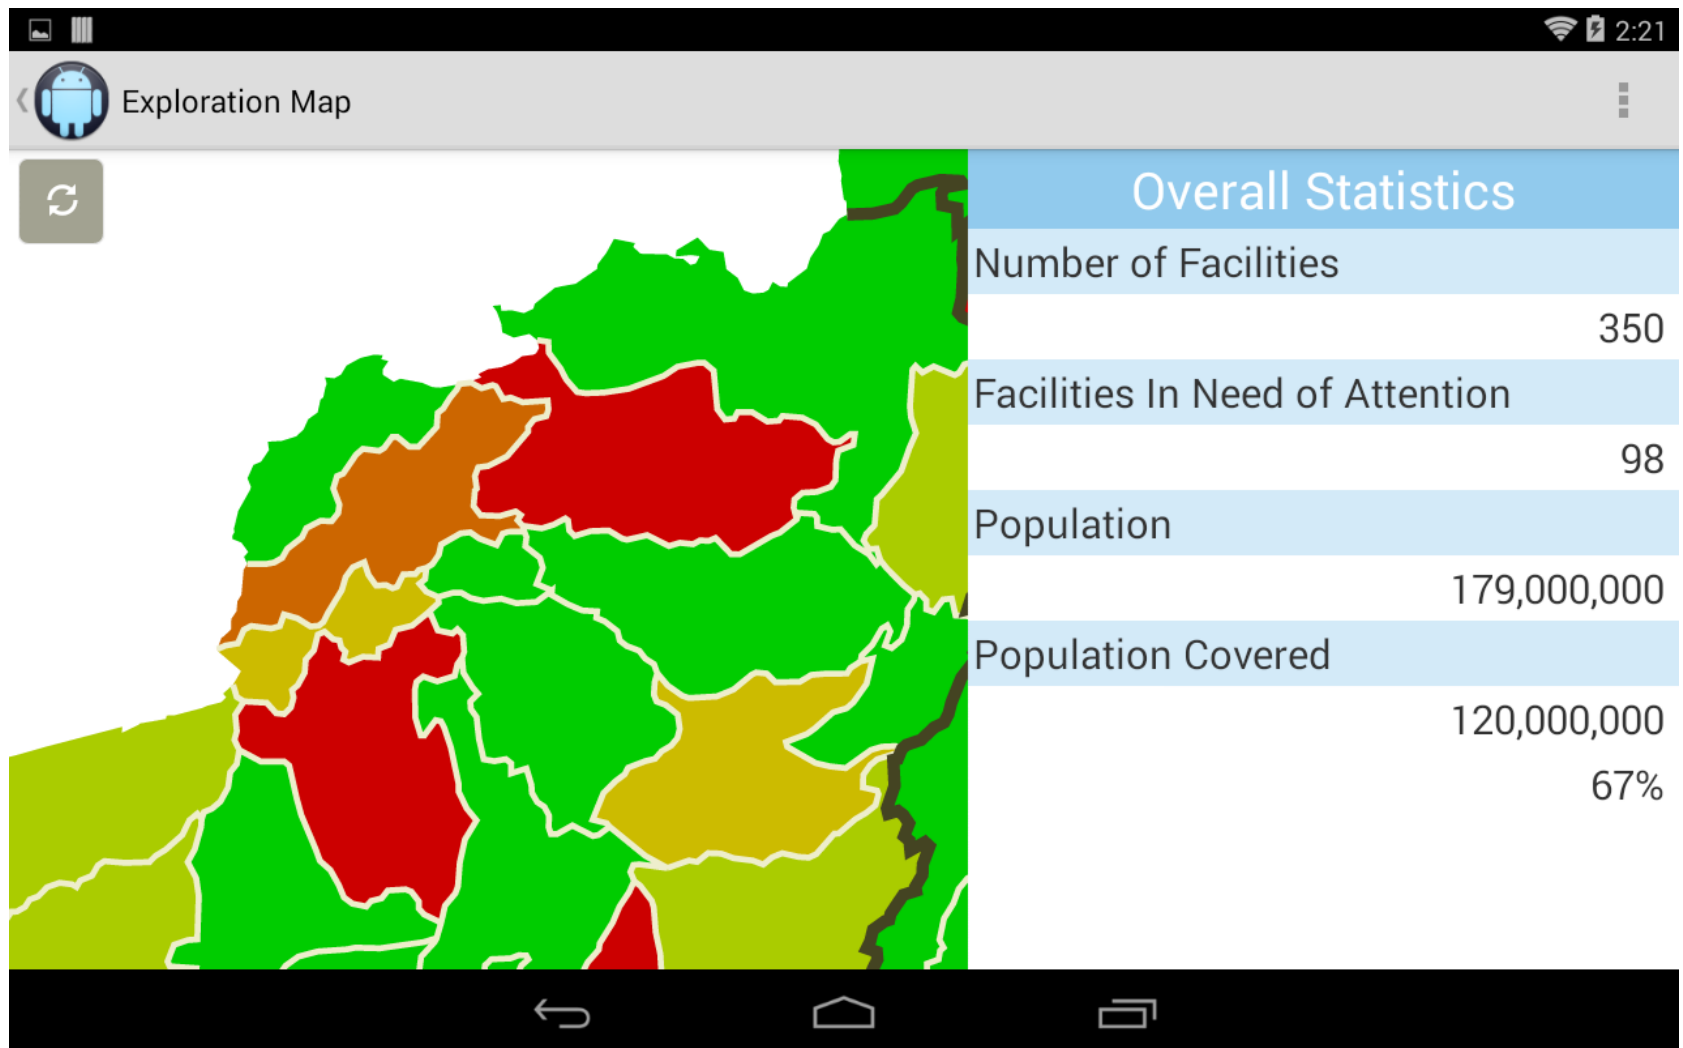 2:21
Exploration Map
Overall Statistics
Number of Facilities
350
Facilities In Need of Attention
98
Population
179,000,000
Population Covered
120,000,000
67%